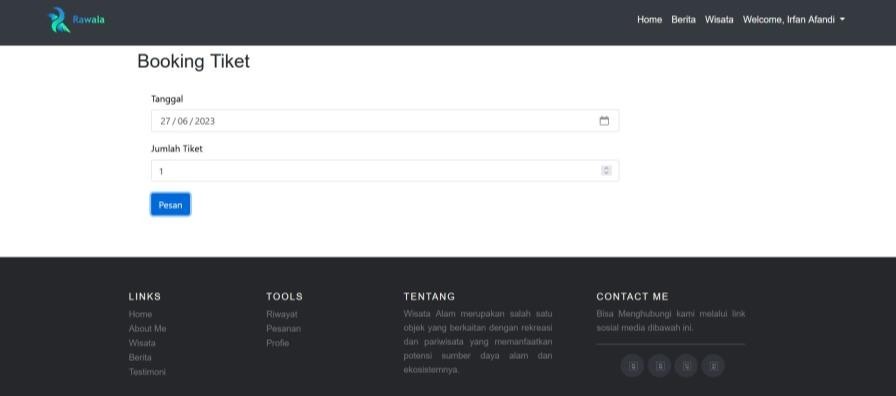 Rawala
Home Berita Wisata Welcome, Irfan Afandi
Booking Tiket
Tanggal
27/06/2023
Jumlah Tiket
1
Pesan
LINKS
Home
About Me
Wisata
Berita
Testimoni
TOOLS
Riwayat
Pesanan
Profie
TENTANG
Wisata Alam merupakan salah satu
objek yang berkaitan dengan rekreasi
dan pariwisata yang memanfaatkan
potensi sumber daya alam dan
ekosistemnya.
CONTACT ME
Bisa Menghubungi kami melalui link
sosial media dibawah ini.